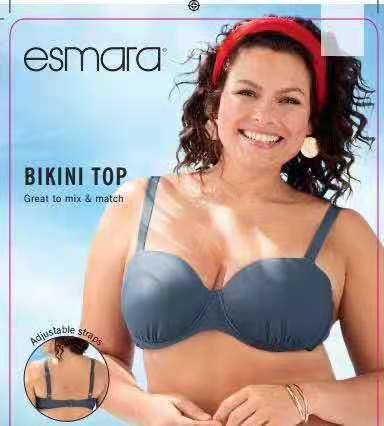 esmara®
BIKINI TOP
Great to mix & match
Adjustable straps